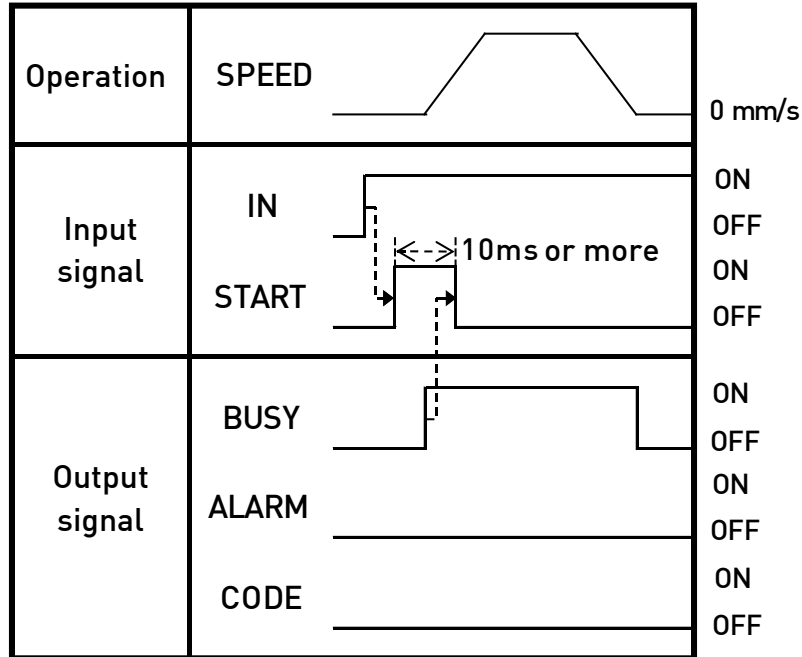 Operation
SPEED
0 mm/s
Input
signal
IN
ON
OFF
10ms or more
START
ON
OFF
Output
signal
BUSY
ON
OFF
ALARM
ON
OFF
CODE
ON
OFF